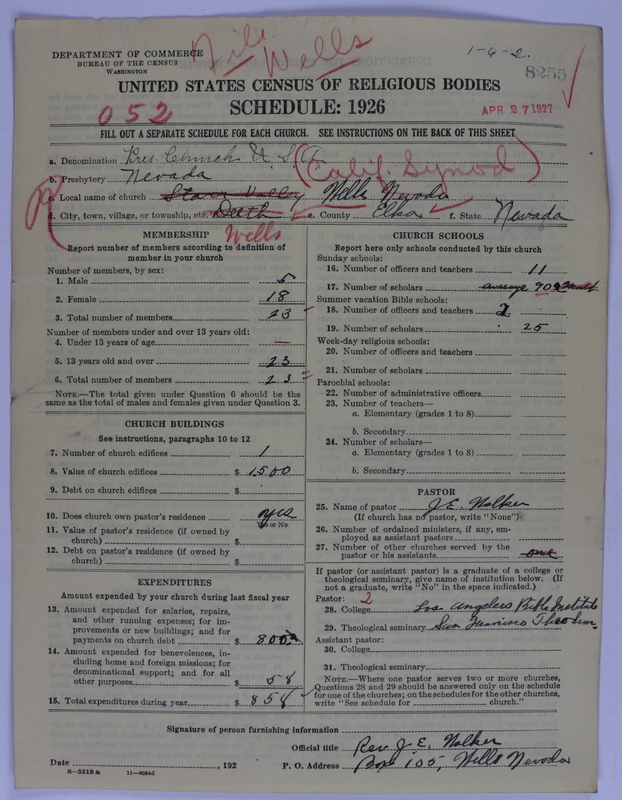 File Wells
1-6-2.
DEPARTMENT OF COMMERCE
BUREAU OF THE CENSUS
WASHINGTON
8255
UNITED STATES CENSUS OF RELIGIOUS BODIES
SCHEDULE: 1926
052
APR 27 1927
FILL OUT A SEPARATE SCHEDULE FOR EACH CHURCH. SEE INSTRUCTIONS ON THE BACK OF THIS SHEET
a. Denomination Pres. Church U.S.A.
(Calif. Synod)
b. Presbytery Nevada
c. Local name of church Starr Valley Wells Nevada
d. City, town, village, or township, etc. Deeth e. County Elko f. State Nevada
Wells
MEMBERSHIP
Report number of members according to definition of member in your church
Number of members, by sex:
1. Male 5
2. Female 18
3. Total number of members 23
Number of members under and over 13 years old:
4. Under 13 years of age —
5. 13 years old and over 23
6. Total number of members 23
NOTE.—The total given under Question 6 should be
same as the total of males and females given under Question 3.
CHURCH BUILDINGS
See instructions, paragraphs 10 to 12
7. Number of church edifices 1
8. Value of church edifices $ 1500
9. Debt on church edifices $
10. Does church own pastor's residence yes
Yes or No
11. Value of pastor's residence (if owned by
church) $
12. Debt on pastor's residence (if owned by
church) $
EXPENDITURES
Amount expended by your church during last fiscal year
13. Amount expended for salaries, repairs,
and other running expenses; for im-
provements or new buildings; and for
payments on church debt $ 800
14. Amount expended for benevolences, in-
cluding home and foreign missions; for
denominational support; and for all
other purposes $ 58
15. Total expenditures during year $ 858
CHURCH SCHOOLS
Report here only schools conducted by this church
Sunday schools:
16. Number of officers and teachers 11
17. Number of scholars average 90
Summer vacation Bible schools:
18. Number of officers and teachers 2
19. Number of scholars 25
Week-day religious schools:
20. Number of officers and teachers
21. Number of scholars
Parochial schools:
22. Number of administrative officers
23. Number of teachers—
a. Elementary (grades 1 to 8)
b. Secondary
24. Number of scholars—
a. Elementary (grades 1 to 8)
b. Secondary
PASTOR
25. Name of pastor J. E. Walker
(If church has no pastor, write "None")
26. Number of ordained ministers, if any, em-
ployed as assistant pastors
27. Number of other churches served by the
pastor or his assistants one
If pastor (or assistant pastor) is a graduate of a college or
theological seminary, give name of institution below. (If
not a graduate, write "No" in the space indicated.)
Pastor: 2
28. College Los Angeles Bible Institute
29. Theological seminary San Francisco Theo Sem.
Assistant pastor:
30. College
31. Theological seminary
NOTE.—Where one pastor serves two or more churches,
Questions 28 and 29 should be answered only on the schedule
for one of the churches; on the schedules for the other churches,
write "See schedule for church."
Signature of person furnishing information
Official title Rev. J. E. Walker
Date , 192
P. O. Address Box 105, Wells Nevada
8—5518 a